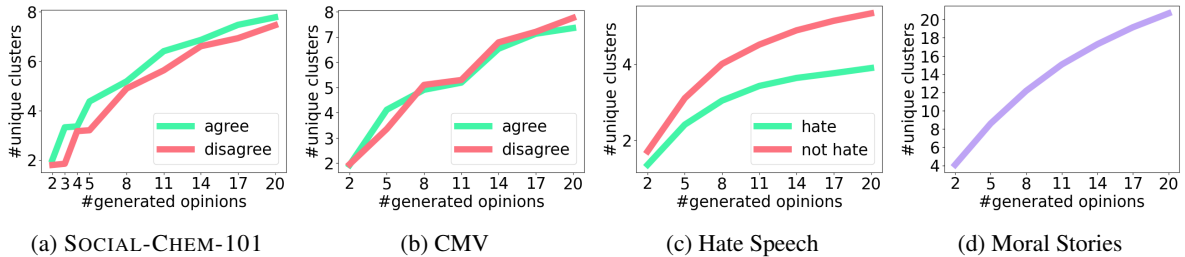 8
6
4
2
#unique clusters
agree
disagree
2 3 4 5 8 11 14 17 20
#generated opinions
(a) SOCIAL-CHEM-101
8
7
6
5
4
3
2
#unique clusters
agree
disagree
2 5 8 11 14 17 20
#generated opinions
(b) CMV
4
2
#unique clusters
hate
not hate
2 5 8 11 14 17 20
#generated opinions
(c) Hate Speech
20
18
16
14
12
10
8
6
4
#unique clusters
2 5 8 11 14 17 20
#generated opinions
(d) Moral Stories